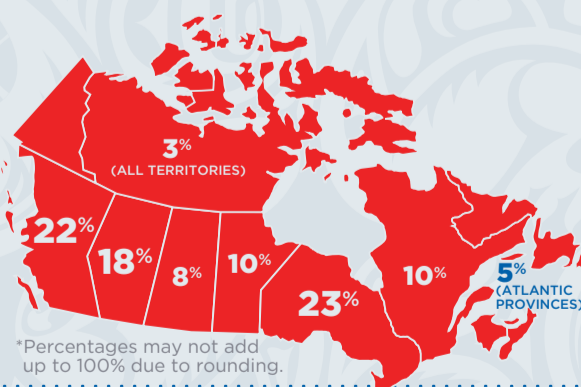 3%
(ALL TERRITORIES)
22%
18%
8%
10%
23%
10%
5%
(ATLANTIC
PROVINCES)
*Percentages may not add
up to 100% due to rounding.